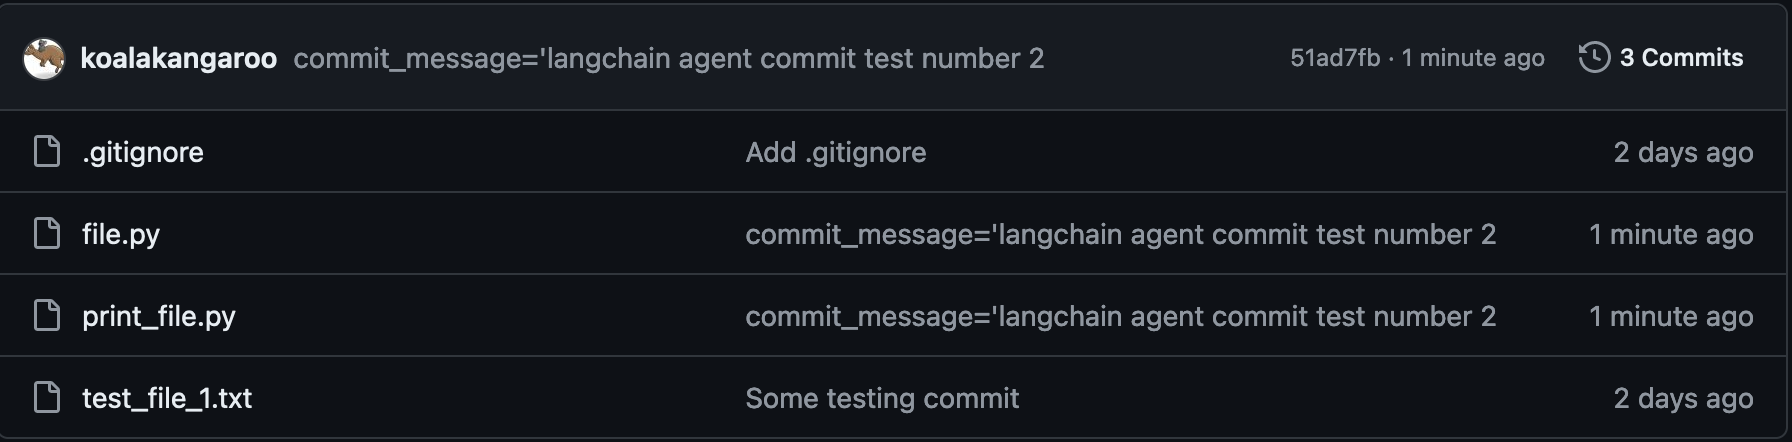 koalakangaroo commit_message='langchain agent commit test number 2 51ad7fb · 1 minute ago 3 Commits
.gitignore Add .gitignore 2 days ago
file.py commit_message='langchain agent commit test number 2 1 minute ago
print_file.py commit_message='langchain agent commit test number 2 1 minute ago
test_file_1.txt Some testing commit 2 days ago